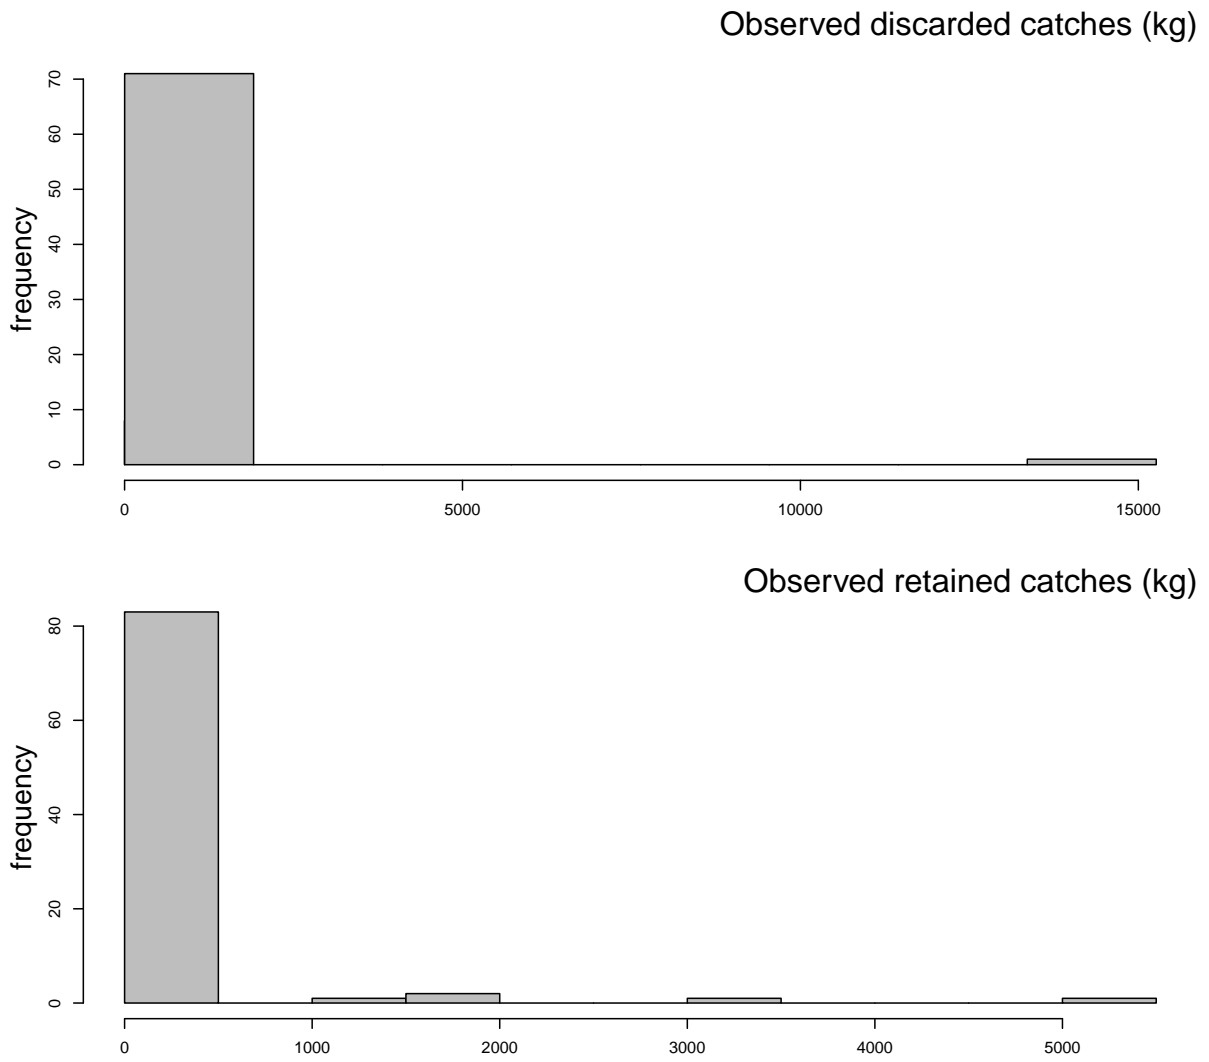 Observed discarded catches (kg)
frequency
70
60
50
40
30
20
10
0
0 5000 10000 15000
Observed retained catches (kg)
frequency
80
60
40
20
0
0 1000 2000 3000 4000 5000